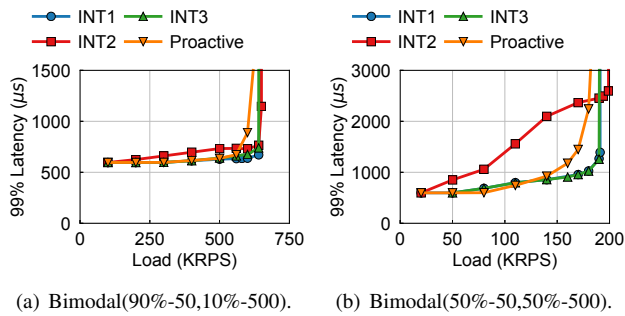 INT1 INT3
INT2 Proactive
1500
1000
500
0
99% Latency (μs)
0 250 500 750
Load (KRPS)
(a) Bimodal(90%-50,10%-500).
INT1 INT3
INT2 Proactive
3000
2000
1000
0
99% Latency (μs)
0 50 100 150 200
Load (KRPS)
(b) Bimodal(50%-50,50%-500).